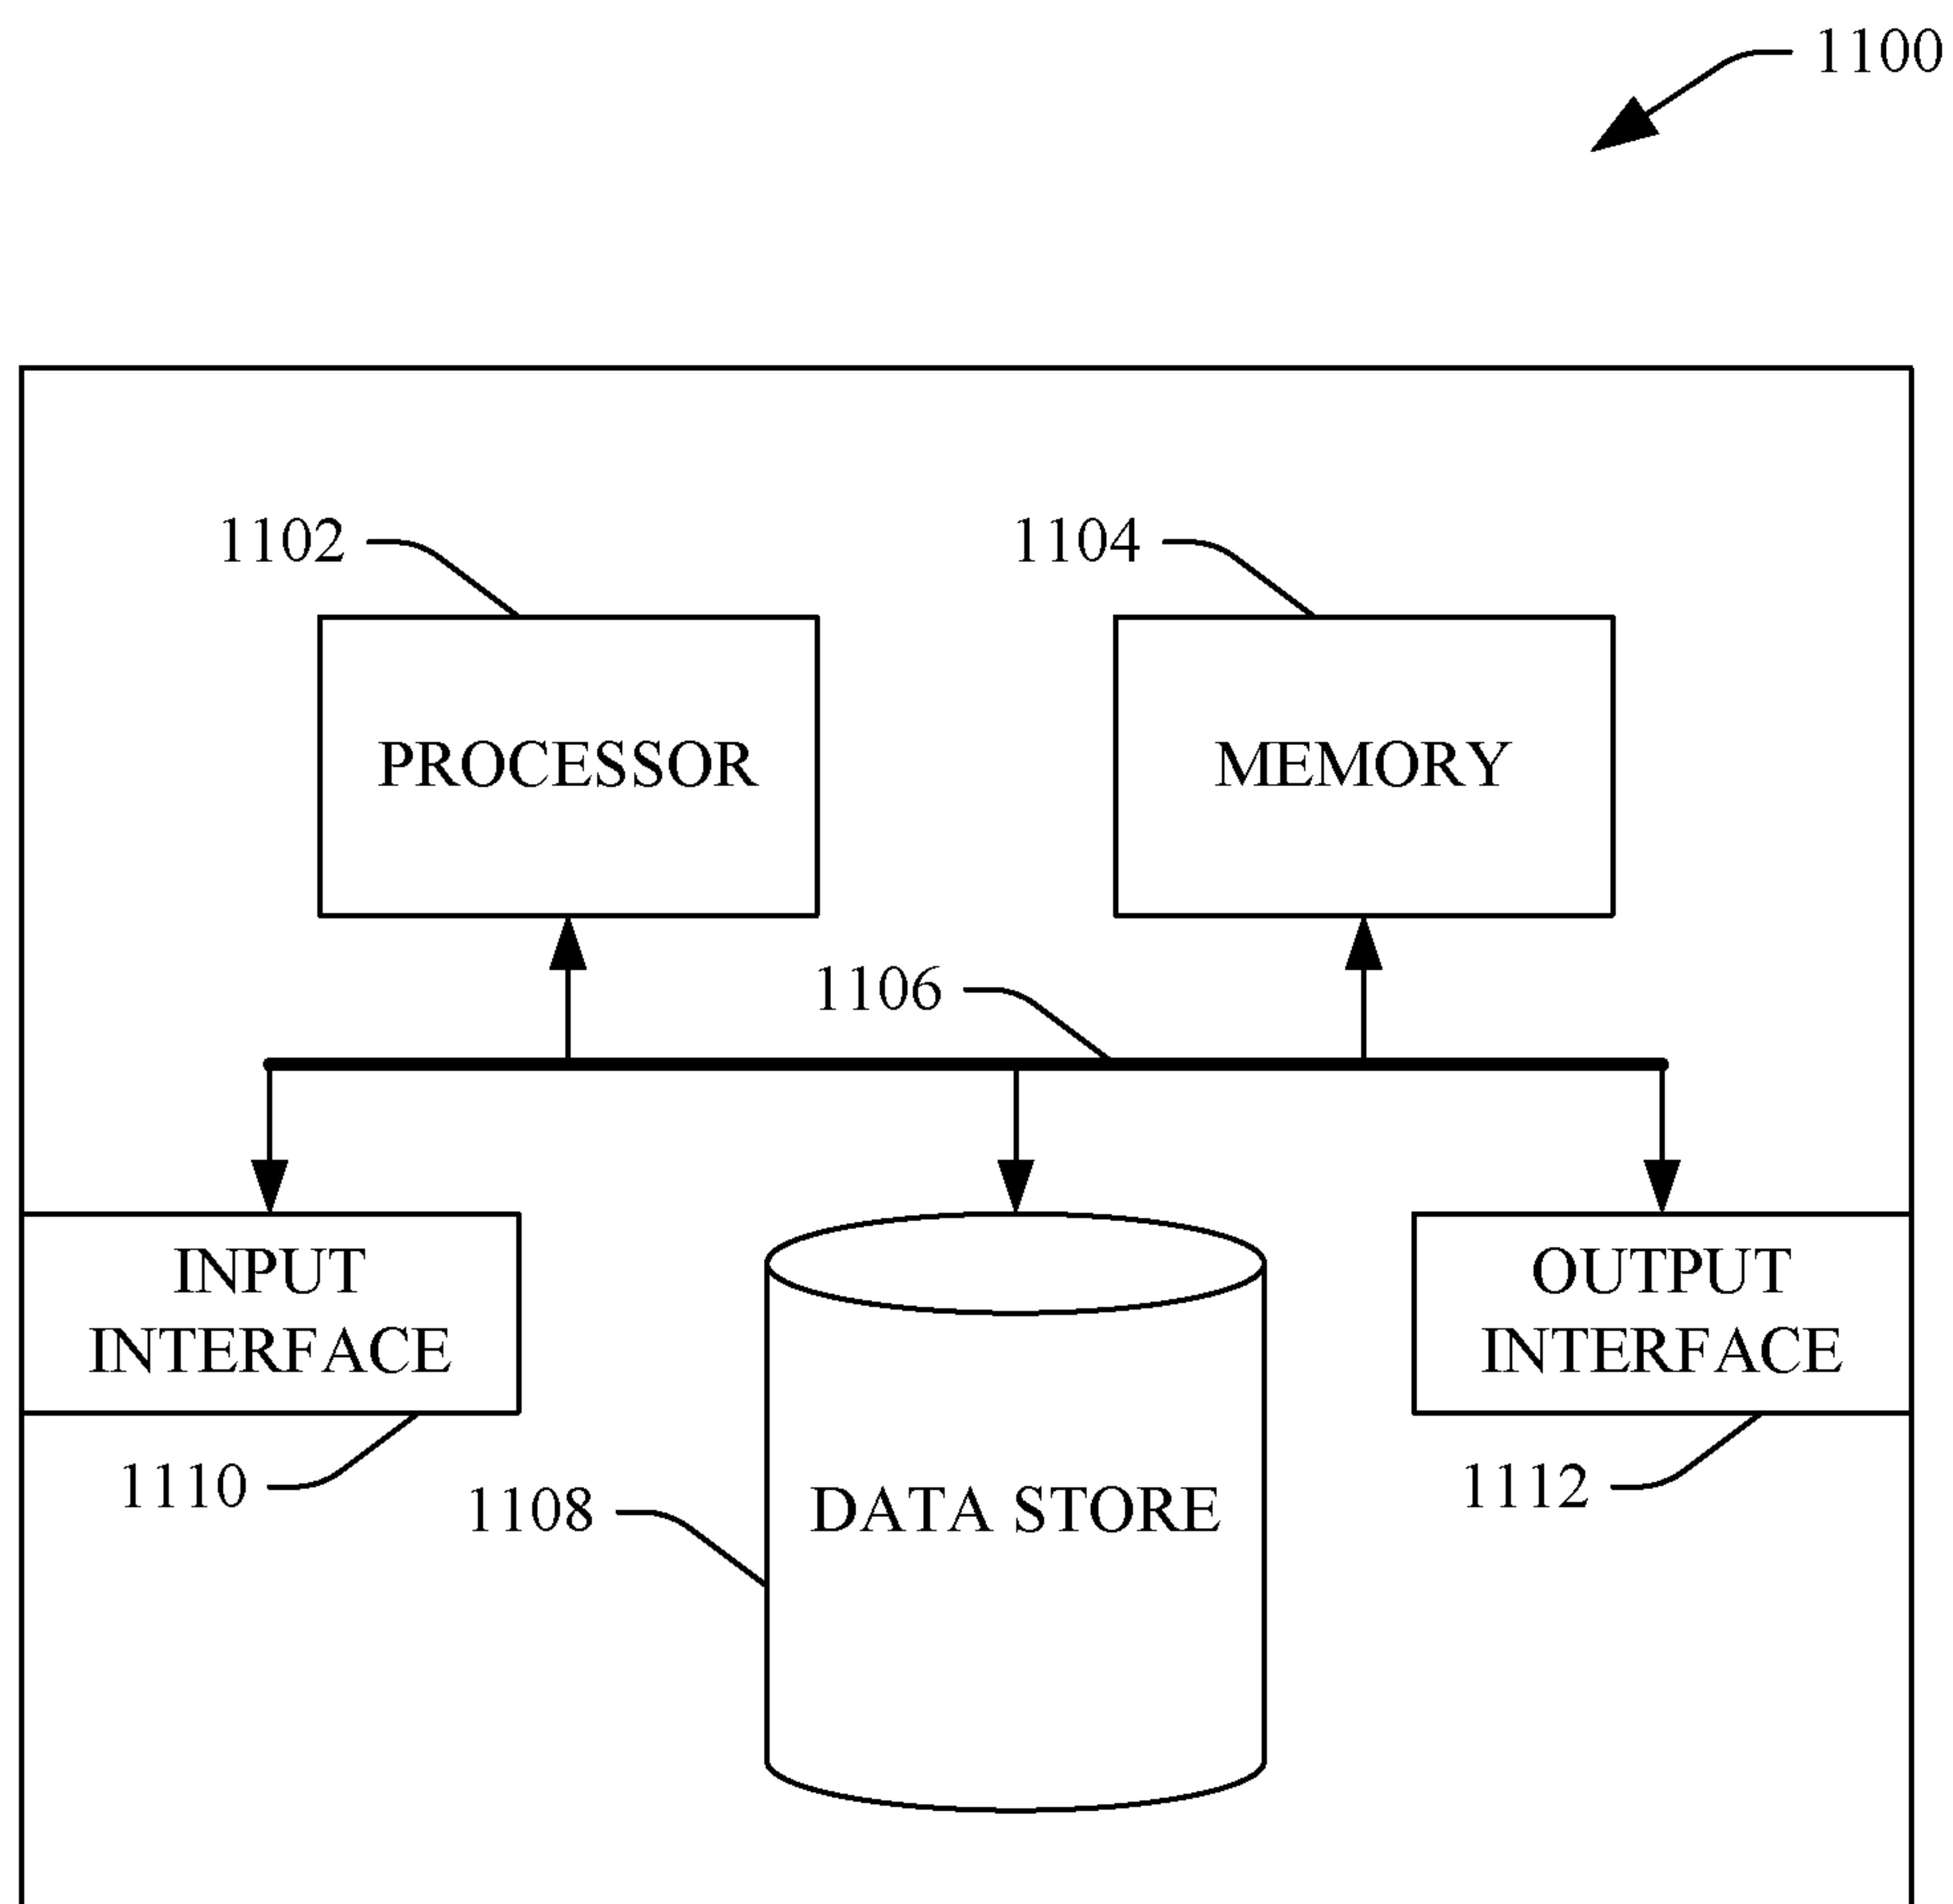 1100
1102
1104
PROCESSOR
MEMORY
1106
INPUT
INTERFACE
OUTPUT
INTERFACE
1110
1108
DATA STORE
1112